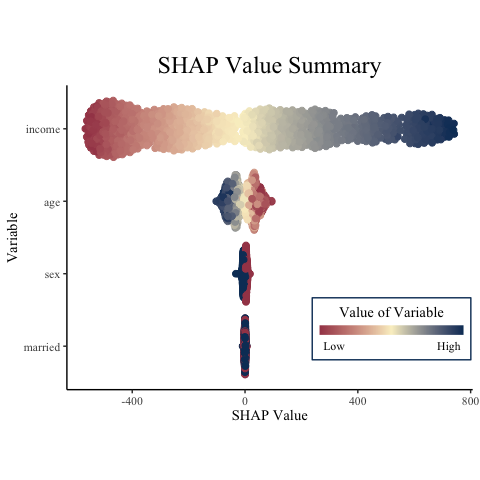 SHAP Value Summary
Variable
income
age
sex
married
Value of Variable
Low High
-400 0 400 800
SHAP Value